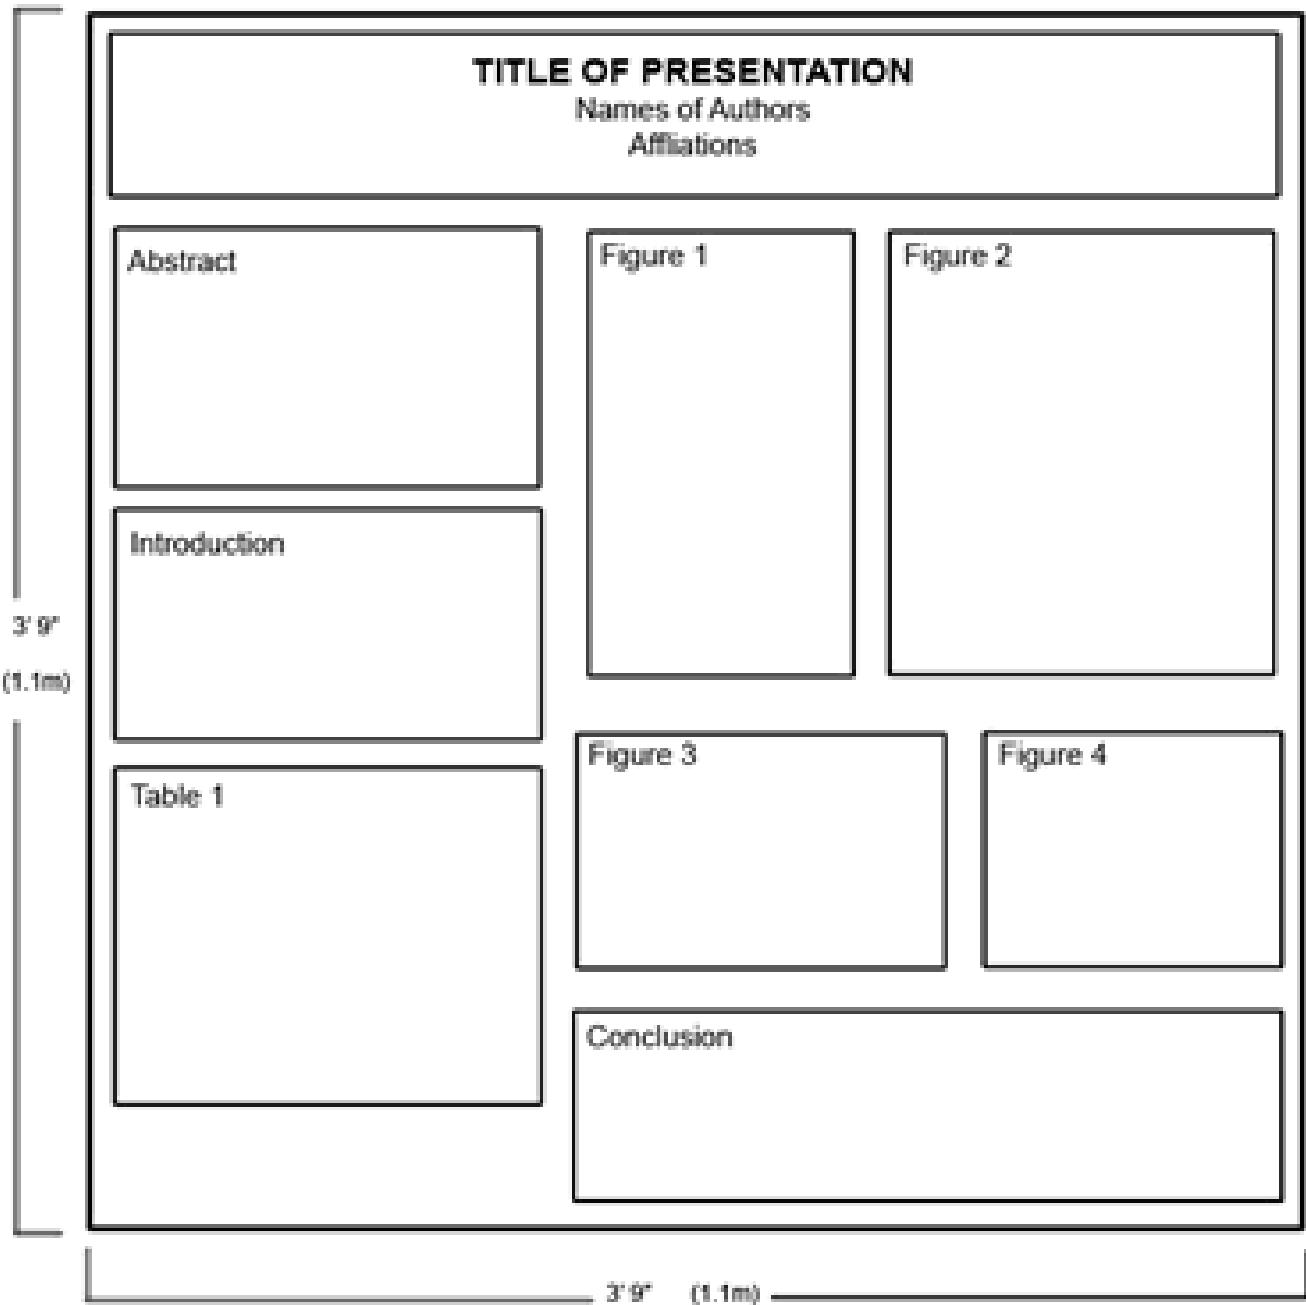 TITLE OF PRESENTATION
Names of Authors
Affliations
Abstract
Figure 1
Figure 2
Introduction
3' 9"
(1.1m)
Figure 3
Figure 4
Table 1
Conclusion
3' 9" (1.1m)